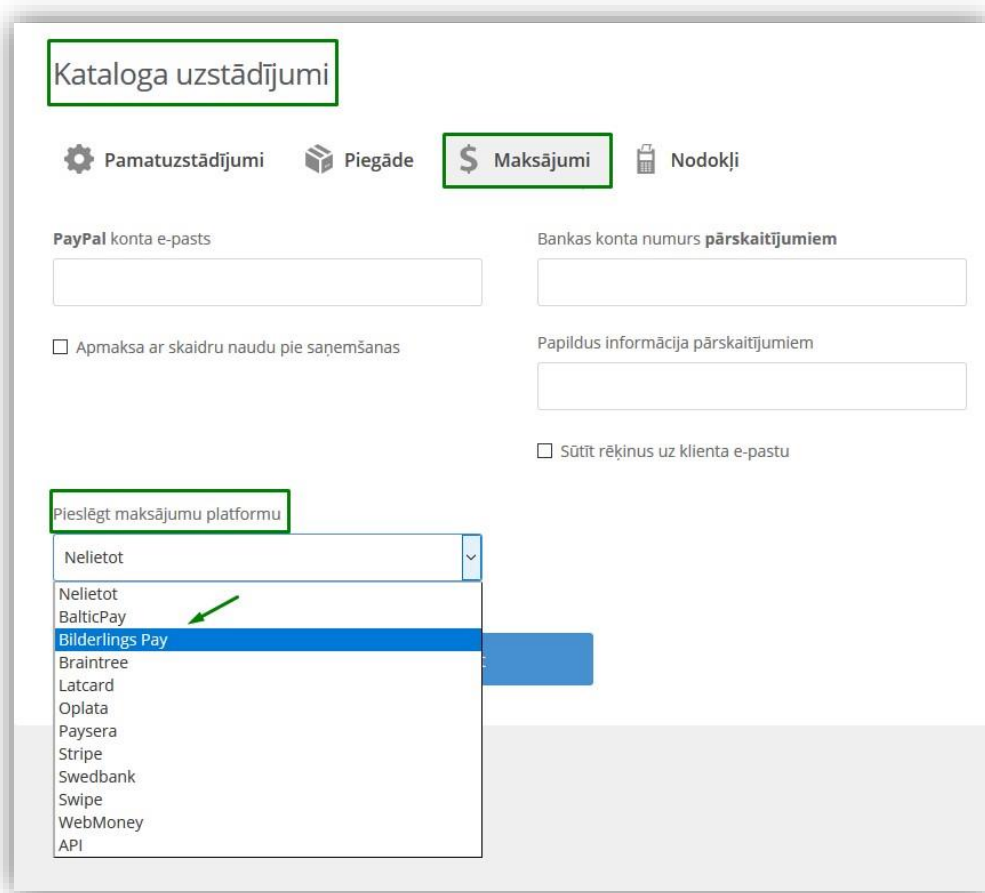 Kataloga uzstādījumi
Pamatuzstādījumi
Piegāde
$ Maksājumi
Nodokļi
PayPal konta e-pasts
Bankas konta numurs pārskaitījumiem
Apmaksa ar skaidru naudu pie saņemšanas
Papildus informācija pārskaitījumiem
Sūtīt rēķinus uz klienta e-pastu
Pieslēgt maksājumu platformu
Nelietot
Nelietot
BalticPay
Bilderlings Pay
Braintree
Latcard
Oplata
Paysera
Stripe
Swedbank
Swipe
WebMoney
API